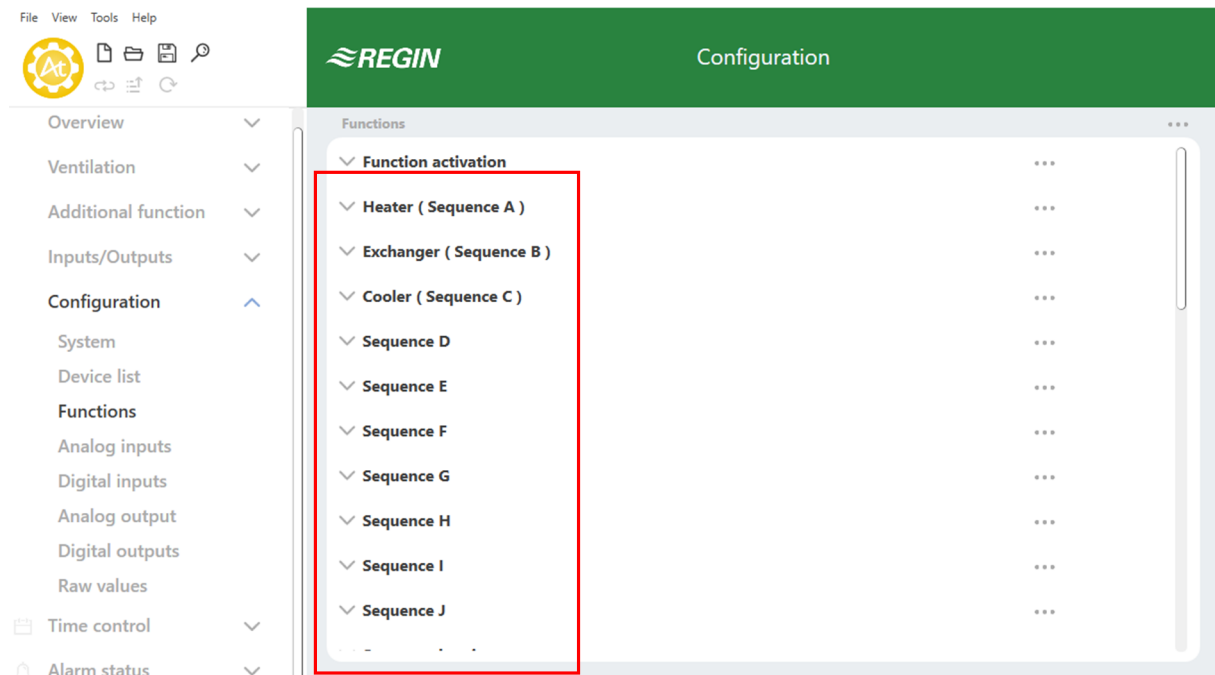 File View Tools Help
At
REGIN
Configuration
Overview
Ventilation
Additional function
Inputs/Outputs
Configuration
System
Device list
Functions
Analog inputs
Digital inputs
Analog output
Digital outputs
Raw values
Time control
Alarm status
Functions
Function activation
Heater ( Sequence A )
Exchanger ( Sequence B )
Cooler ( Sequence C )
Sequence D
Sequence E
Sequence F
Sequence G
Sequence H
Sequence I
Sequence J